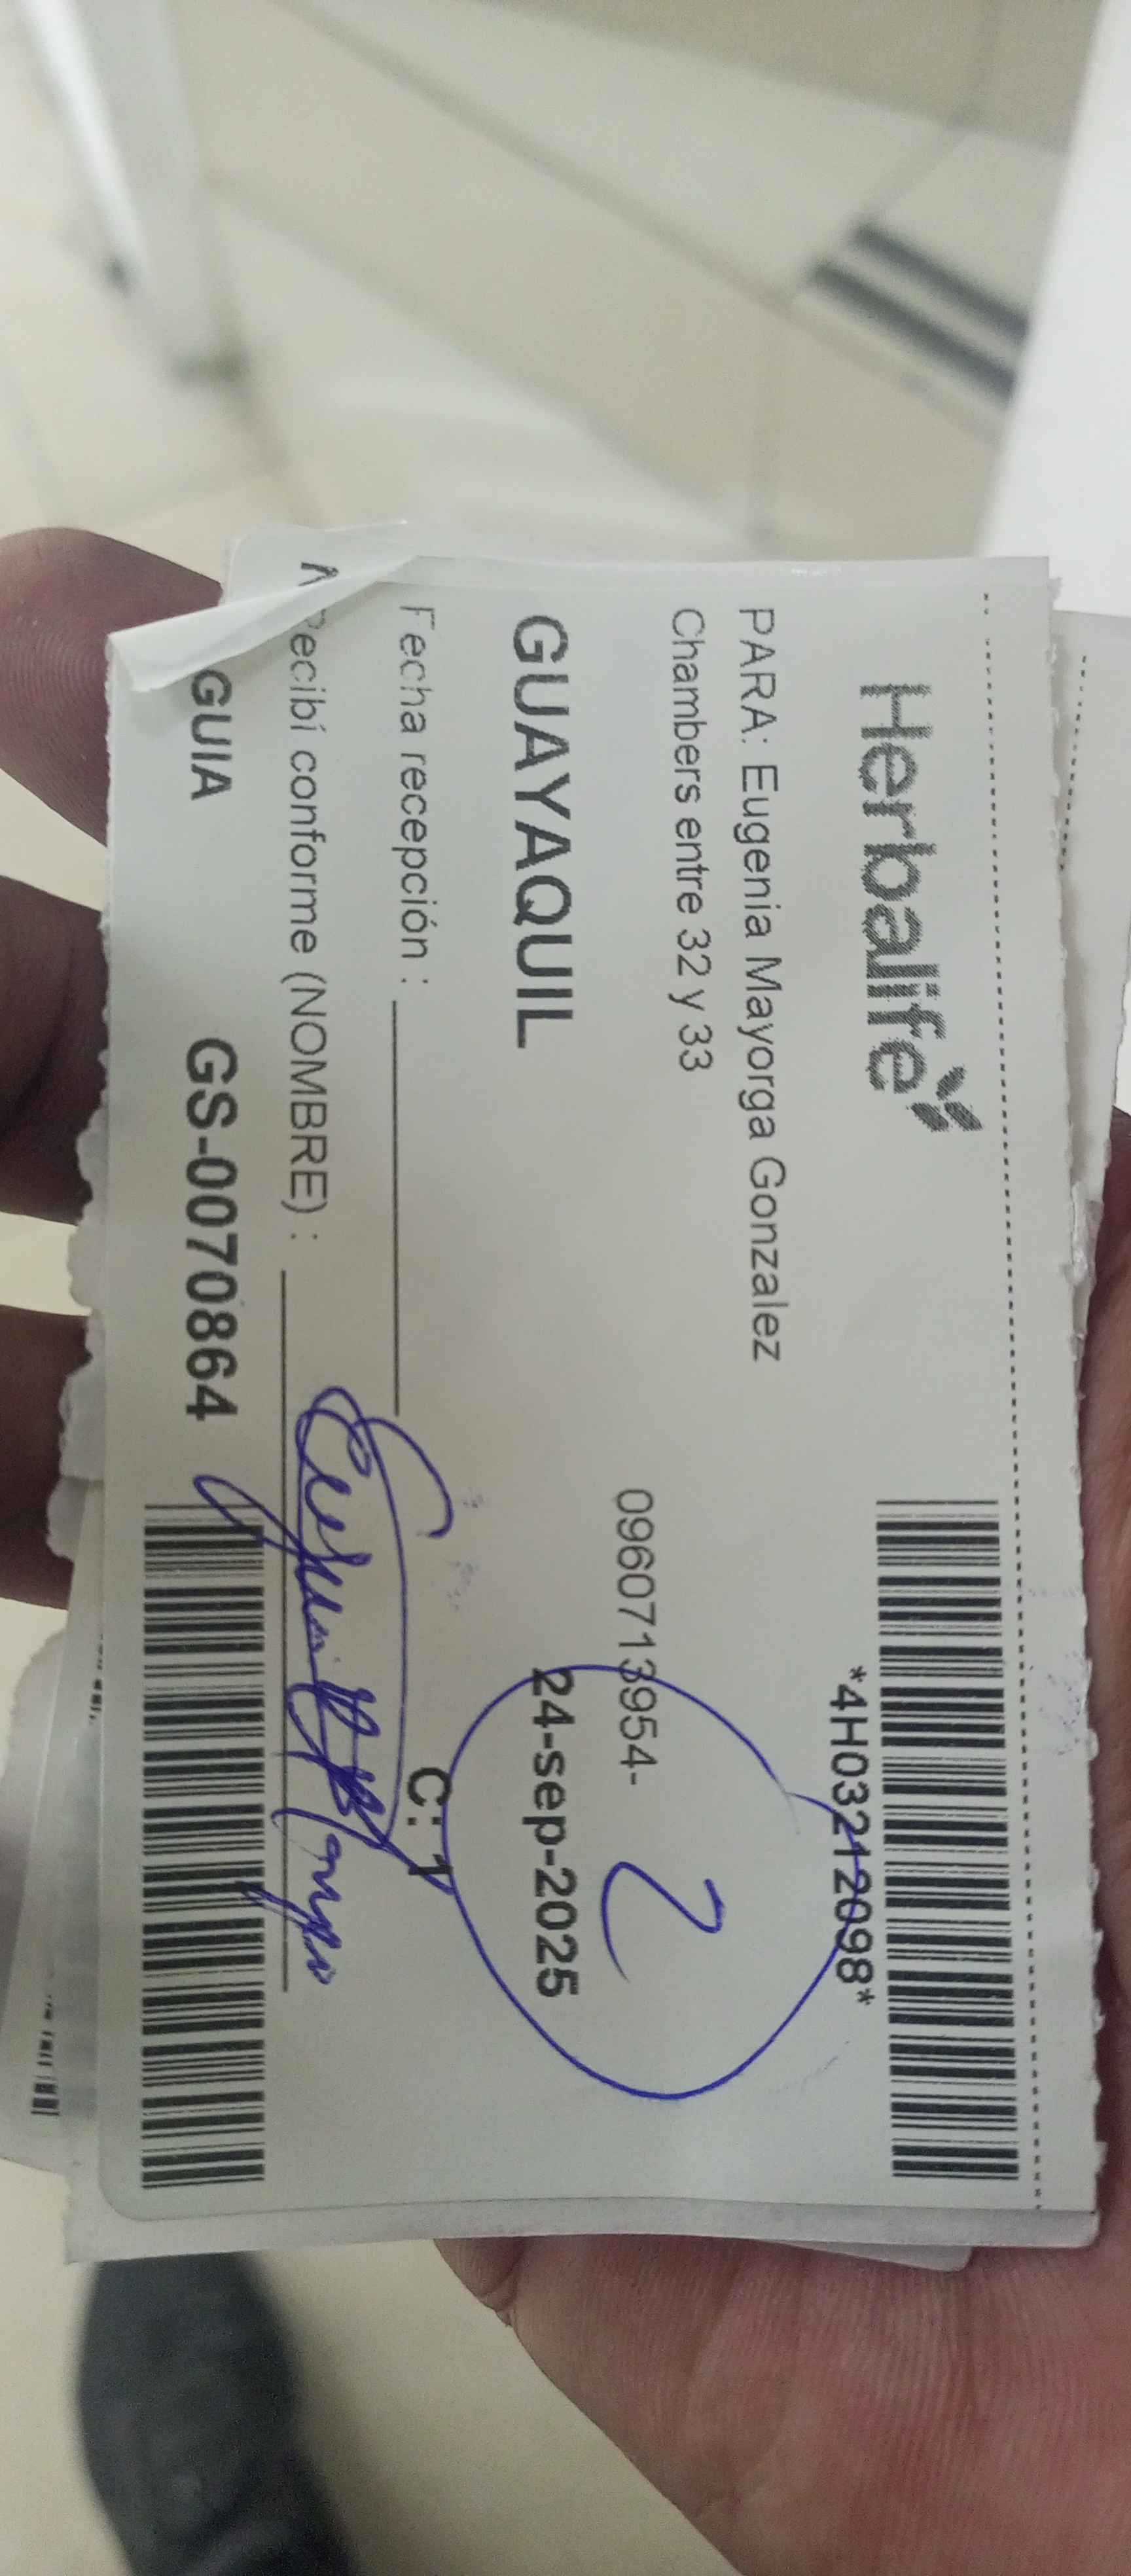 Herbalife
*4H03212098*
PARA: Eugenia Mayorga Gonzalez
Chambers entre 32 y 33
0960713954-
2
GUAYAQUIL
24-sep-2025
Fecha recepción :
C: 1
Recibí conforme (NOMBRE) :
GUIA
GS-0070864